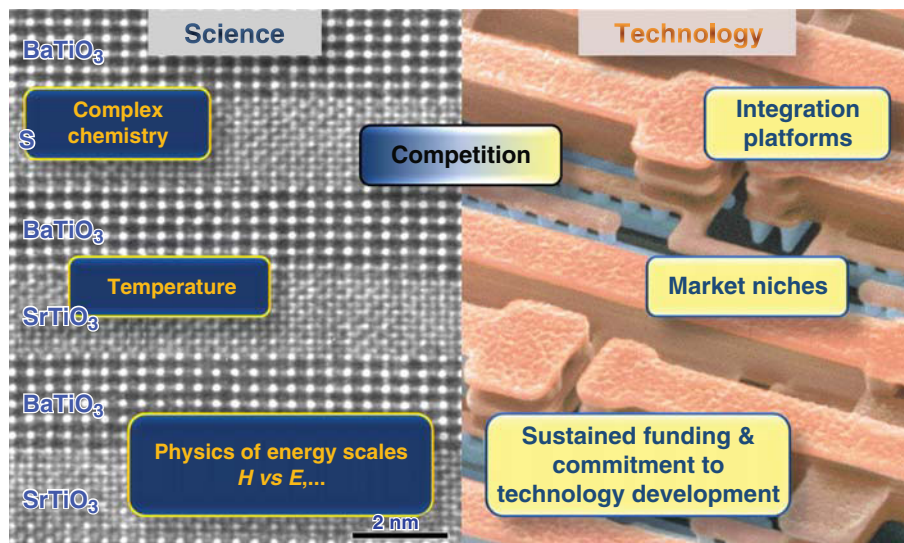 Science
BaTiO3
Complex
chemistry
S
BaTiO3
Temperature
SrTiO3
BaTiO3
Physics of energy scales
H vs E,...
SrTiO3
2 nm
Competition
Technology
Integration
platforms
Market niches
Sustained funding &
commitment to
technology development